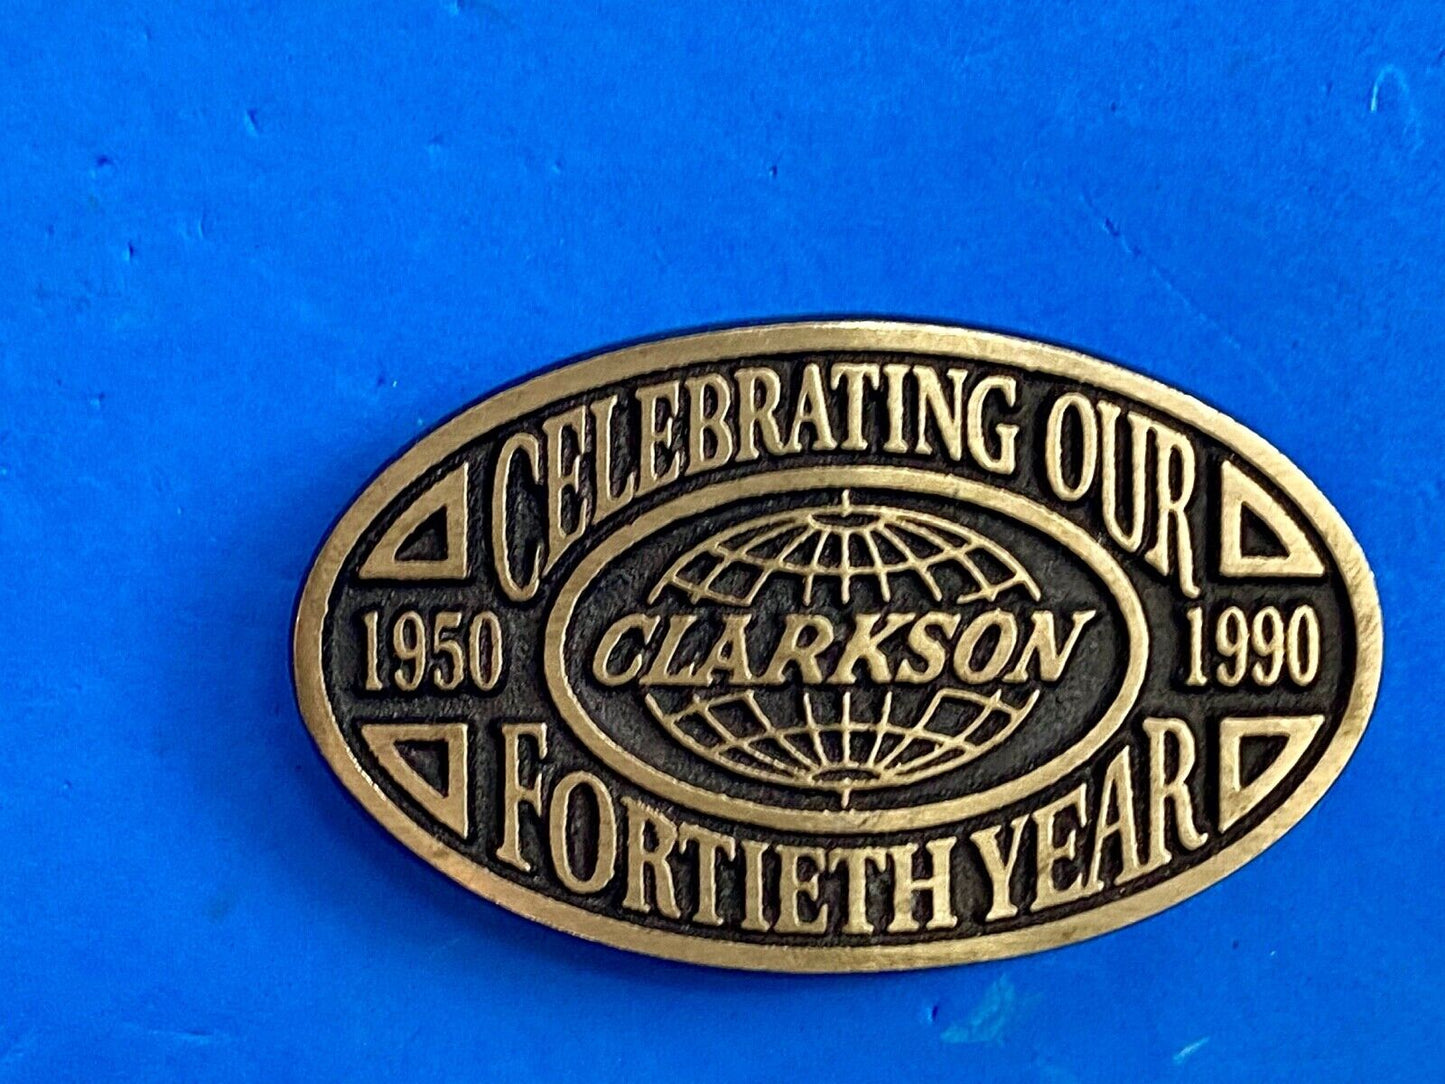 CELEBRATING OUR
1950
CLARKSON
1990
FORTIETH YEAR